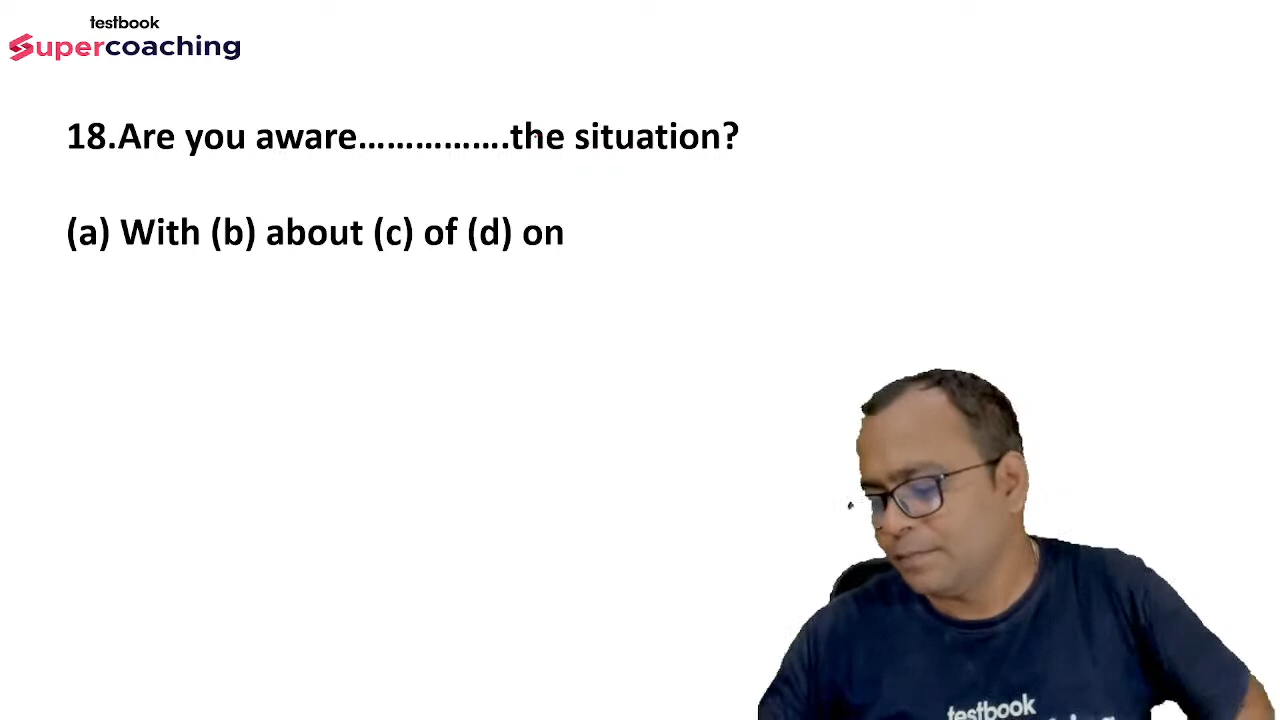 testbook
Supercoaching
18.Are you aware................the situation?
(a) With (b) about (c) of (d) on
testbook